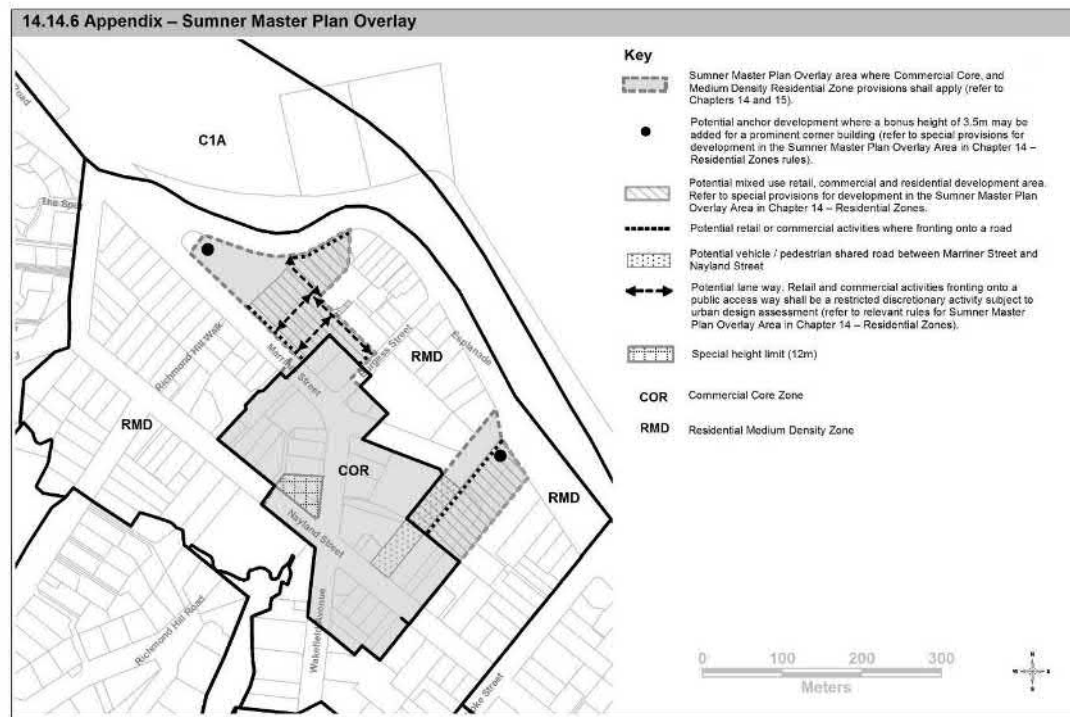 14.14.6 Appendix – Sumner Master Plan Overlay
Road
C1A
The Spur
Richmond Hill Walk
Marriner Street
Burgess Street
Esplanade
RMD
RMD
COR
RMD
Nayland Street
Wakefield Avenue
Richmond Hill Road
Key
Sumner Master Plan Overlay area where Commercial Core, and
Medium Density Residential Zone provisions shall apply (refer to
Chapters 14 and 15).
Potential anchor development where a bonus height of 3.5m may be
added for a prominent corner building (refer to special provisions for
development in the Sumner Master Plan Overlay Area in Chapter 14 –
Residential Zones rules).
Potential mixed use retail, commercial and residential development area.
Refer to special provisions for development in the Sumner Master Plan
Overlay Area in Chapter 14 – Residential Zones.
Potential retail or commercial activities where fronting onto a road
Potential vehicle / pedestrian shared road between Marriner Street and
Nayland Street
Potential lane way. Retail and commercial activities fronting onto a
public access way shall be a restricted discretionary activity subject to
urban design assessment (refer to relevant rules for Sumner Master
Plan Overlay Area in Chapter 14 – Residential Zones).
Special height limit (12m)
COR Commercial Core Zone
RMD Residential Medium Density Zone
0 100 200 300
Meters
N
W E
S